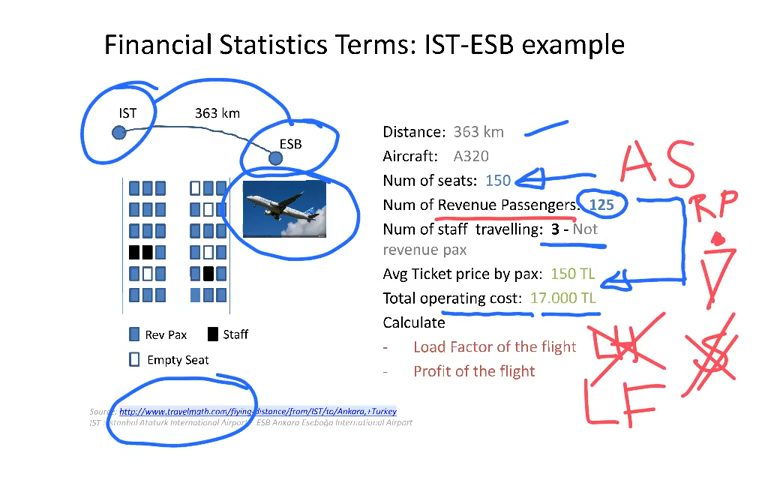 Financial Statistics Terms: IST-ESB example
IST
363 km
ESB
Distance: 363 km
Aircraft: A320
Num of seats: 150
Num of Revenue Passengers: 125
Num of staff travelling: 3 - Not
revenue pax
Avg Ticket price by pax: 150 TL
Total operating cost: 17.000 TL
Calculate
- Load Factor of the flight
- Profit of the flight
AS
RP
LF
$
Rev Pax
Staff
Empty Seat
Source: http://www.travelmath.com/flying-distance/from/IST/to/Ankara,+Turkey
IST Istanbul Ataturk International Airport ESB Ankara Eseboğa International Airport